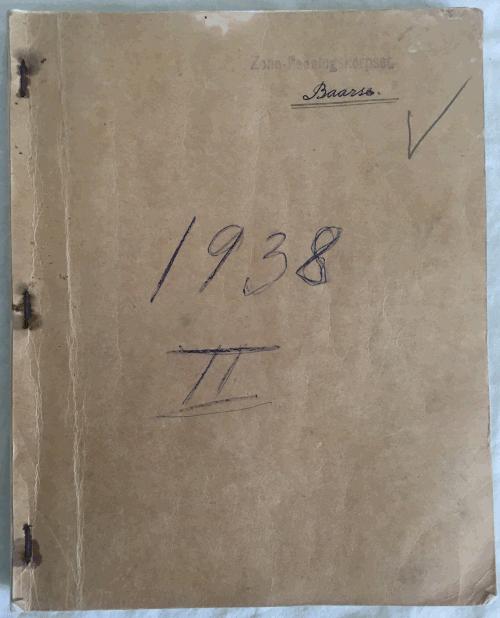 Zone-Redningskorpset.
Baarse.
1938
II